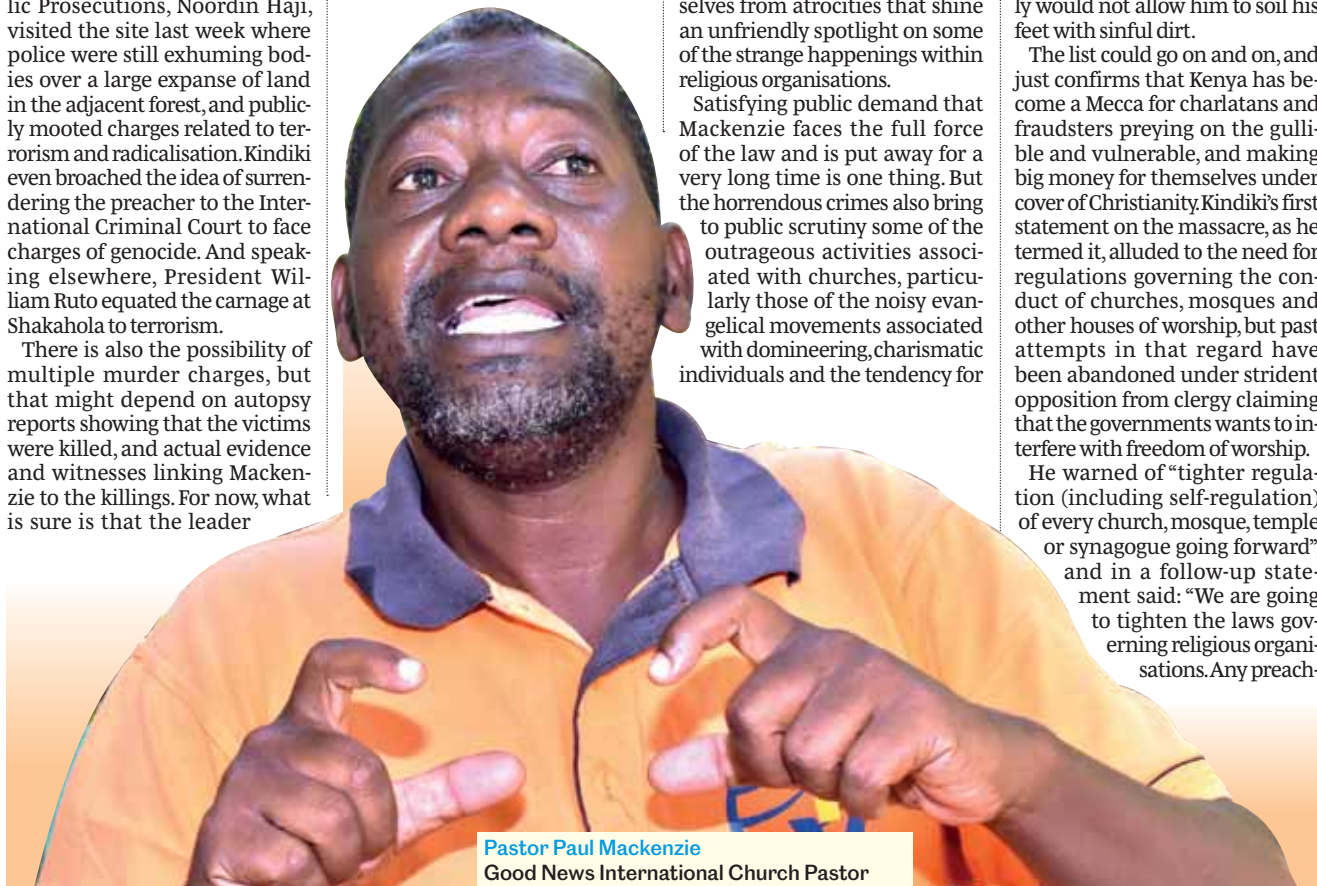 lic Prosecutions, Noordin Haji,
visited the site last week where
police were still exhuming bod-
ies over a large expanse of land
in the adjacent forest, and public-
ly mooted charges related to ter-
rorism and radicalisation. Kindiki
even broached the idea of surren-
dering the preacher to the Inter-
national Criminal Court to face
charges of genocide. And speak-
ing elsewhere, President Wil-
liam Ruto equated the carnage at
Shakahola to terrorism.
There is also the possibility of
multiple murder charges, but
that might depend on autopsy
reports showing that the victims
were killed, and actual evidence
and witnesses linking Macken-
zie to the killings. For now, what
is sure is that the leader
selves from atrocities that shine
an unfriendly spotlight on some
of the strange happenings within
religious organisations.
Satisfying public demand that
Mackenzie faces the full force
of the law and is put away for a
very long time is one thing. But
the horrendous crimes also bring
to public scrutiny some of the
outrageous activities associ-
ated with churches, particu-
larly those of the noisy evan-
gelical movements associated
with domineering, charismatic
individuals and the tendency for
ly would not allow him to soil his
feet with sinful dirt.
The list could go on and on, and
just confirms that Kenya has be-
come a Mecca for charlatans and
fraudsters preying on the gulli-
ble and vulnerable, and making
big money for themselves under
cover of Christianity. Kindiki's first
statement on the massacre, as he
termed it, alluded to the need for
regulations governing the con-
duct of churches, mosques and
other houses of worship, but past
attempts in that regard have
been abandoned under strident
opposition from clergy claiming
that the governments wants to in-
terfere with freedom of worship.
He warned of “tighter regula-
tion (including self-regulation)
of every church, mosque, temple
or synagogue going forward”
and in a follow-up state-
ment said: “We are going
to tighten the laws gov-
erning religious organi-
sations. Any preach-
Pastor Paul Mackenzie
Good News International Church Pastor